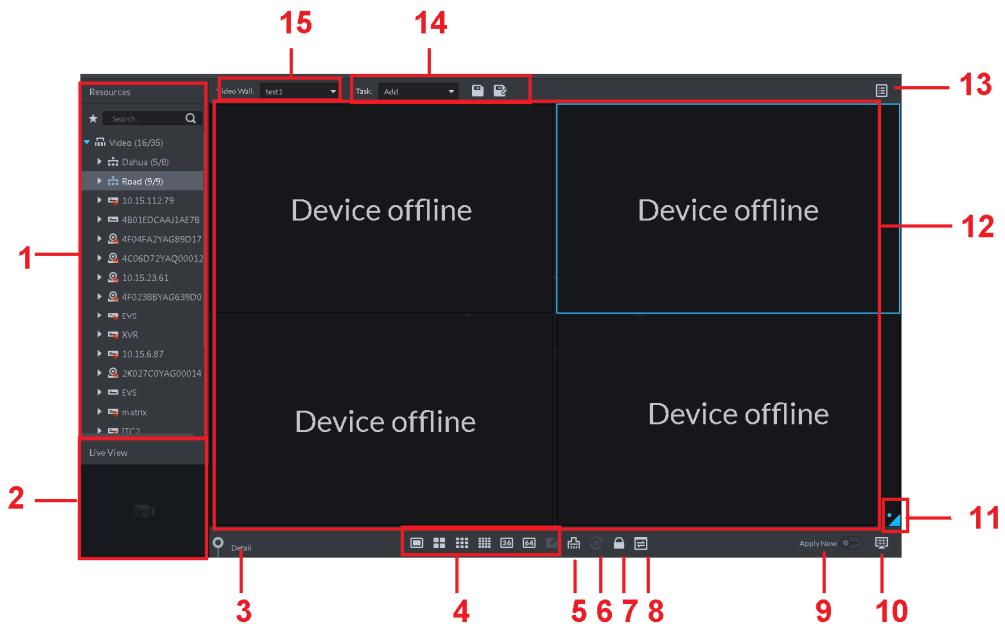 15
14
13
Resources
Video Wall: test1
Task: Add
Search...
Video (16/35)
Dahua (5/8)
Road (9/9)
10.15.112.79
4B01EDCAAJ1AE7B
4F04FA2YAG89D17
4C06D72YAQ00012
10.15.23.61
4F023BBYAG639D0
EVS
XVR
10.15.6.87
2K027C0YAG00014
EVS
matrix
ITC2
1
Device offline
Device offline
12
Device offline
Device offline
Live View
2
11
Detail
36
64
Apply Now
3
4
5
6
7
8
9
10